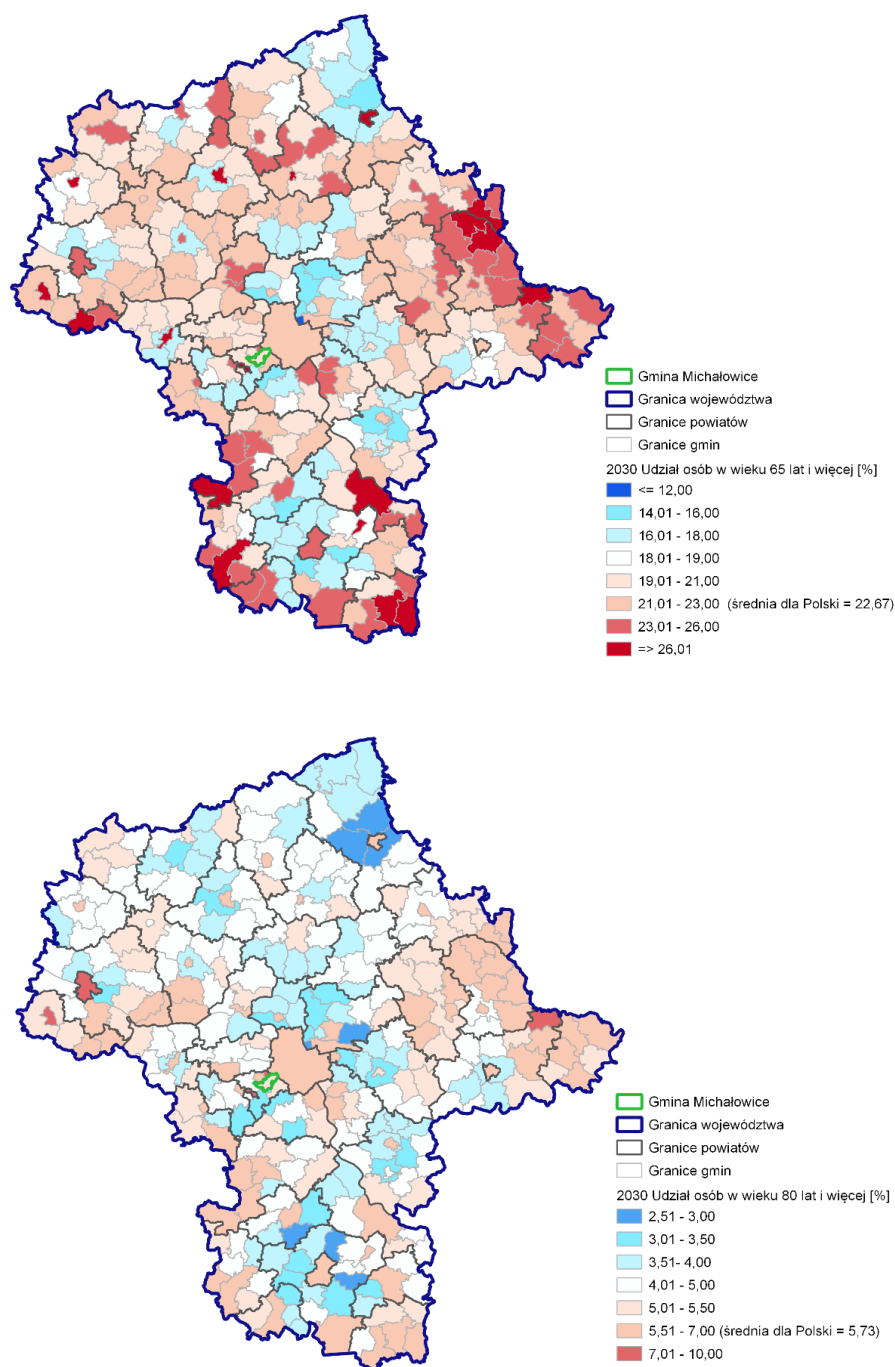 Gmina Michałowice
Granica województwa
Granice powiatów
Granice gmin
2030 Udział osób w wieku 65 lat i więcej [%]
<= 12,00
14,01 - 16,00
16,01 - 18,00
18,01 - 19,00
19,01 - 21,00
21,01 - 23,00 (średnia dla Polski = 22,67)
23,01 - 26,00
=> 26,01
Gmina Michałowice
Granica województwa
Granice powiatów
Granice gmin
2030 Udział osób w wieku 80 lat i więcej [%]
2,51 - 3,00
3,01 - 3,50
3,51- 4,00
4,01 - 5,00
5,01 - 5,50
5,51 - 7,00 (średnia dla Polski = 5,73)
7,01 - 10,00